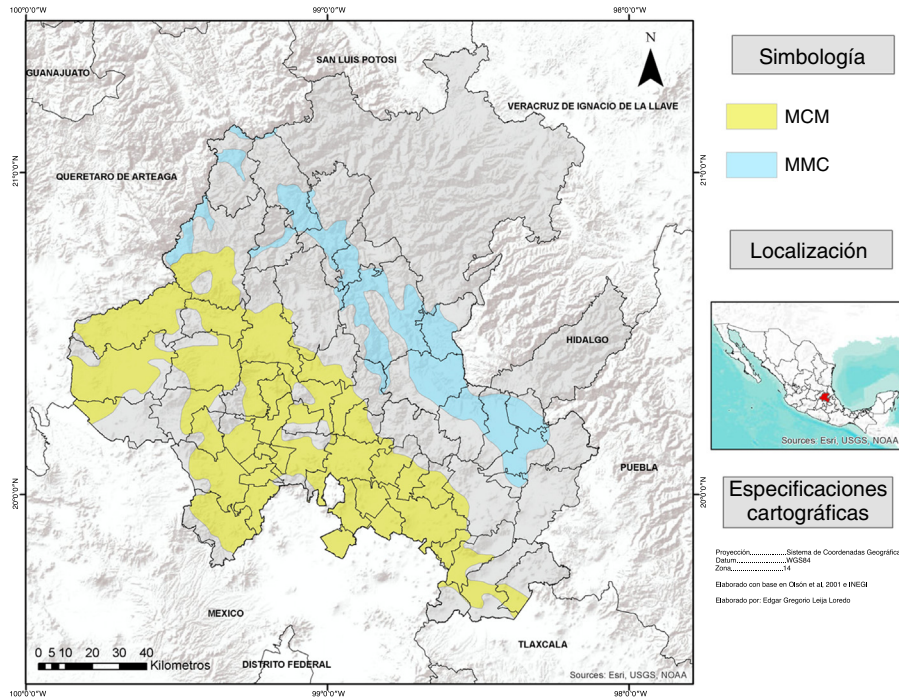 100°0'0"W
99°0'0"W
98°0'0"W
N
SAN LUIS POTOSI
GUANAJUATO
VERACRUZ DE IGNACIO DE LA LLAVE
21°0'0"N
21°0'0"N
QUERETARO DE ARTEAGA
HIDALGO
PUEBLA
20°0'0"N
20°0'0"N
MEXICO
TLAXCALA
DISTRITO FEDERAL
0 5 10 20 30 40
Kilometros
Sources: Esri, USGS, NOAA
100°0'0"W
99°0'0"W
98°0'0"W
Simbología
MCM
MMC
Localización
Sources: Esri, USGS, NOAA
Especificaciones
cartográficas
Proyección............Sistema de Coordenadas Geográfica
Datum...............WGS84
Zona................14
Elaborado con base en Olsón et al, 2001 e INEGI
Elaborado por: Edgar Gregorio Leija Loredo